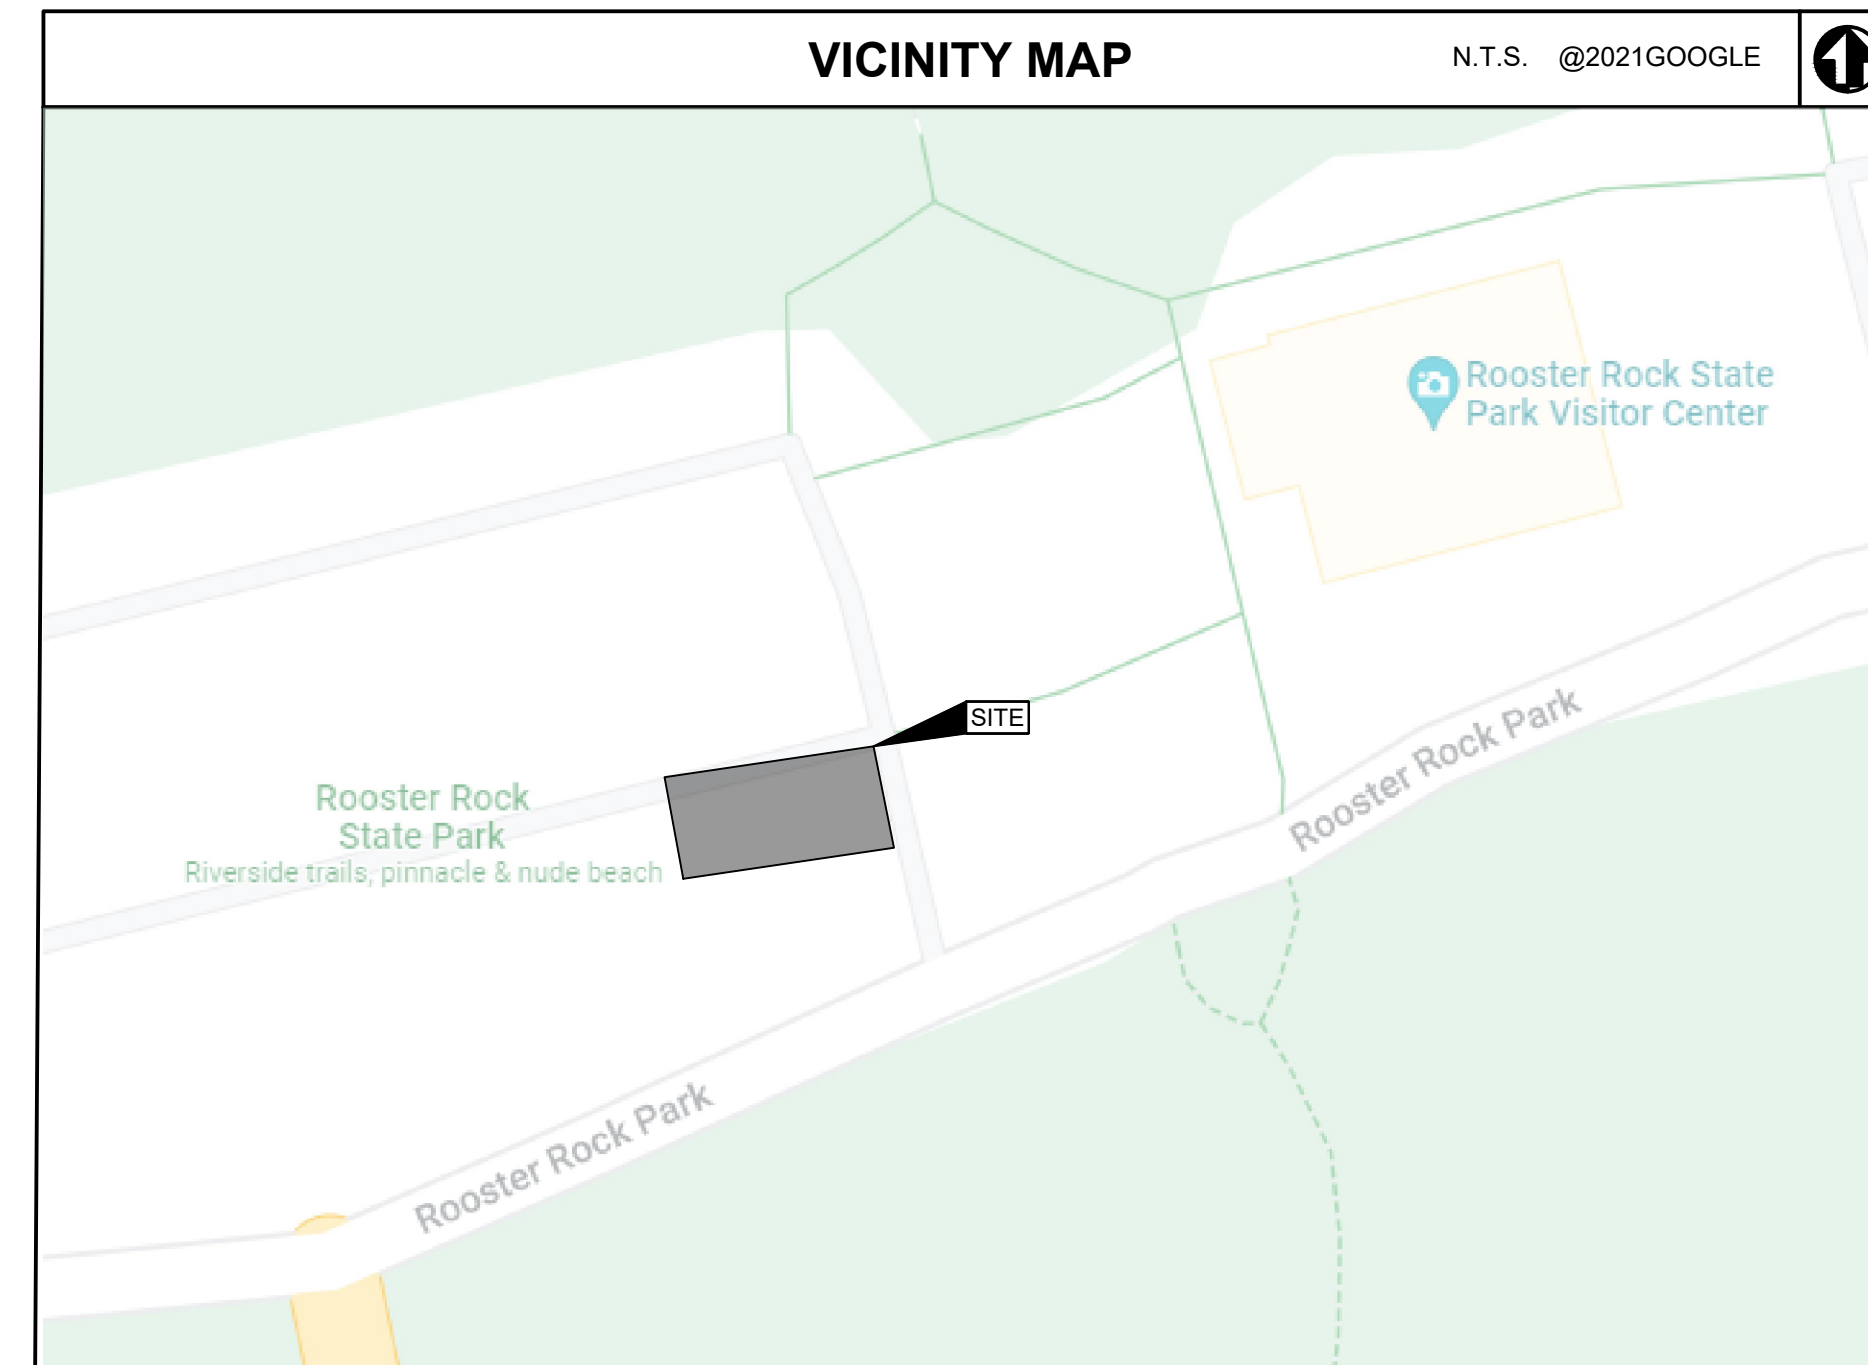 VICINITY MAP
N.T.S. @2021GOOGLE
Rooster Rock State
Park Visitor Center
SITE
Rooster Rock Park
Rooster Rock
State Park
Riverside trails, pinnacle & nude beach
Rooster Rock Park